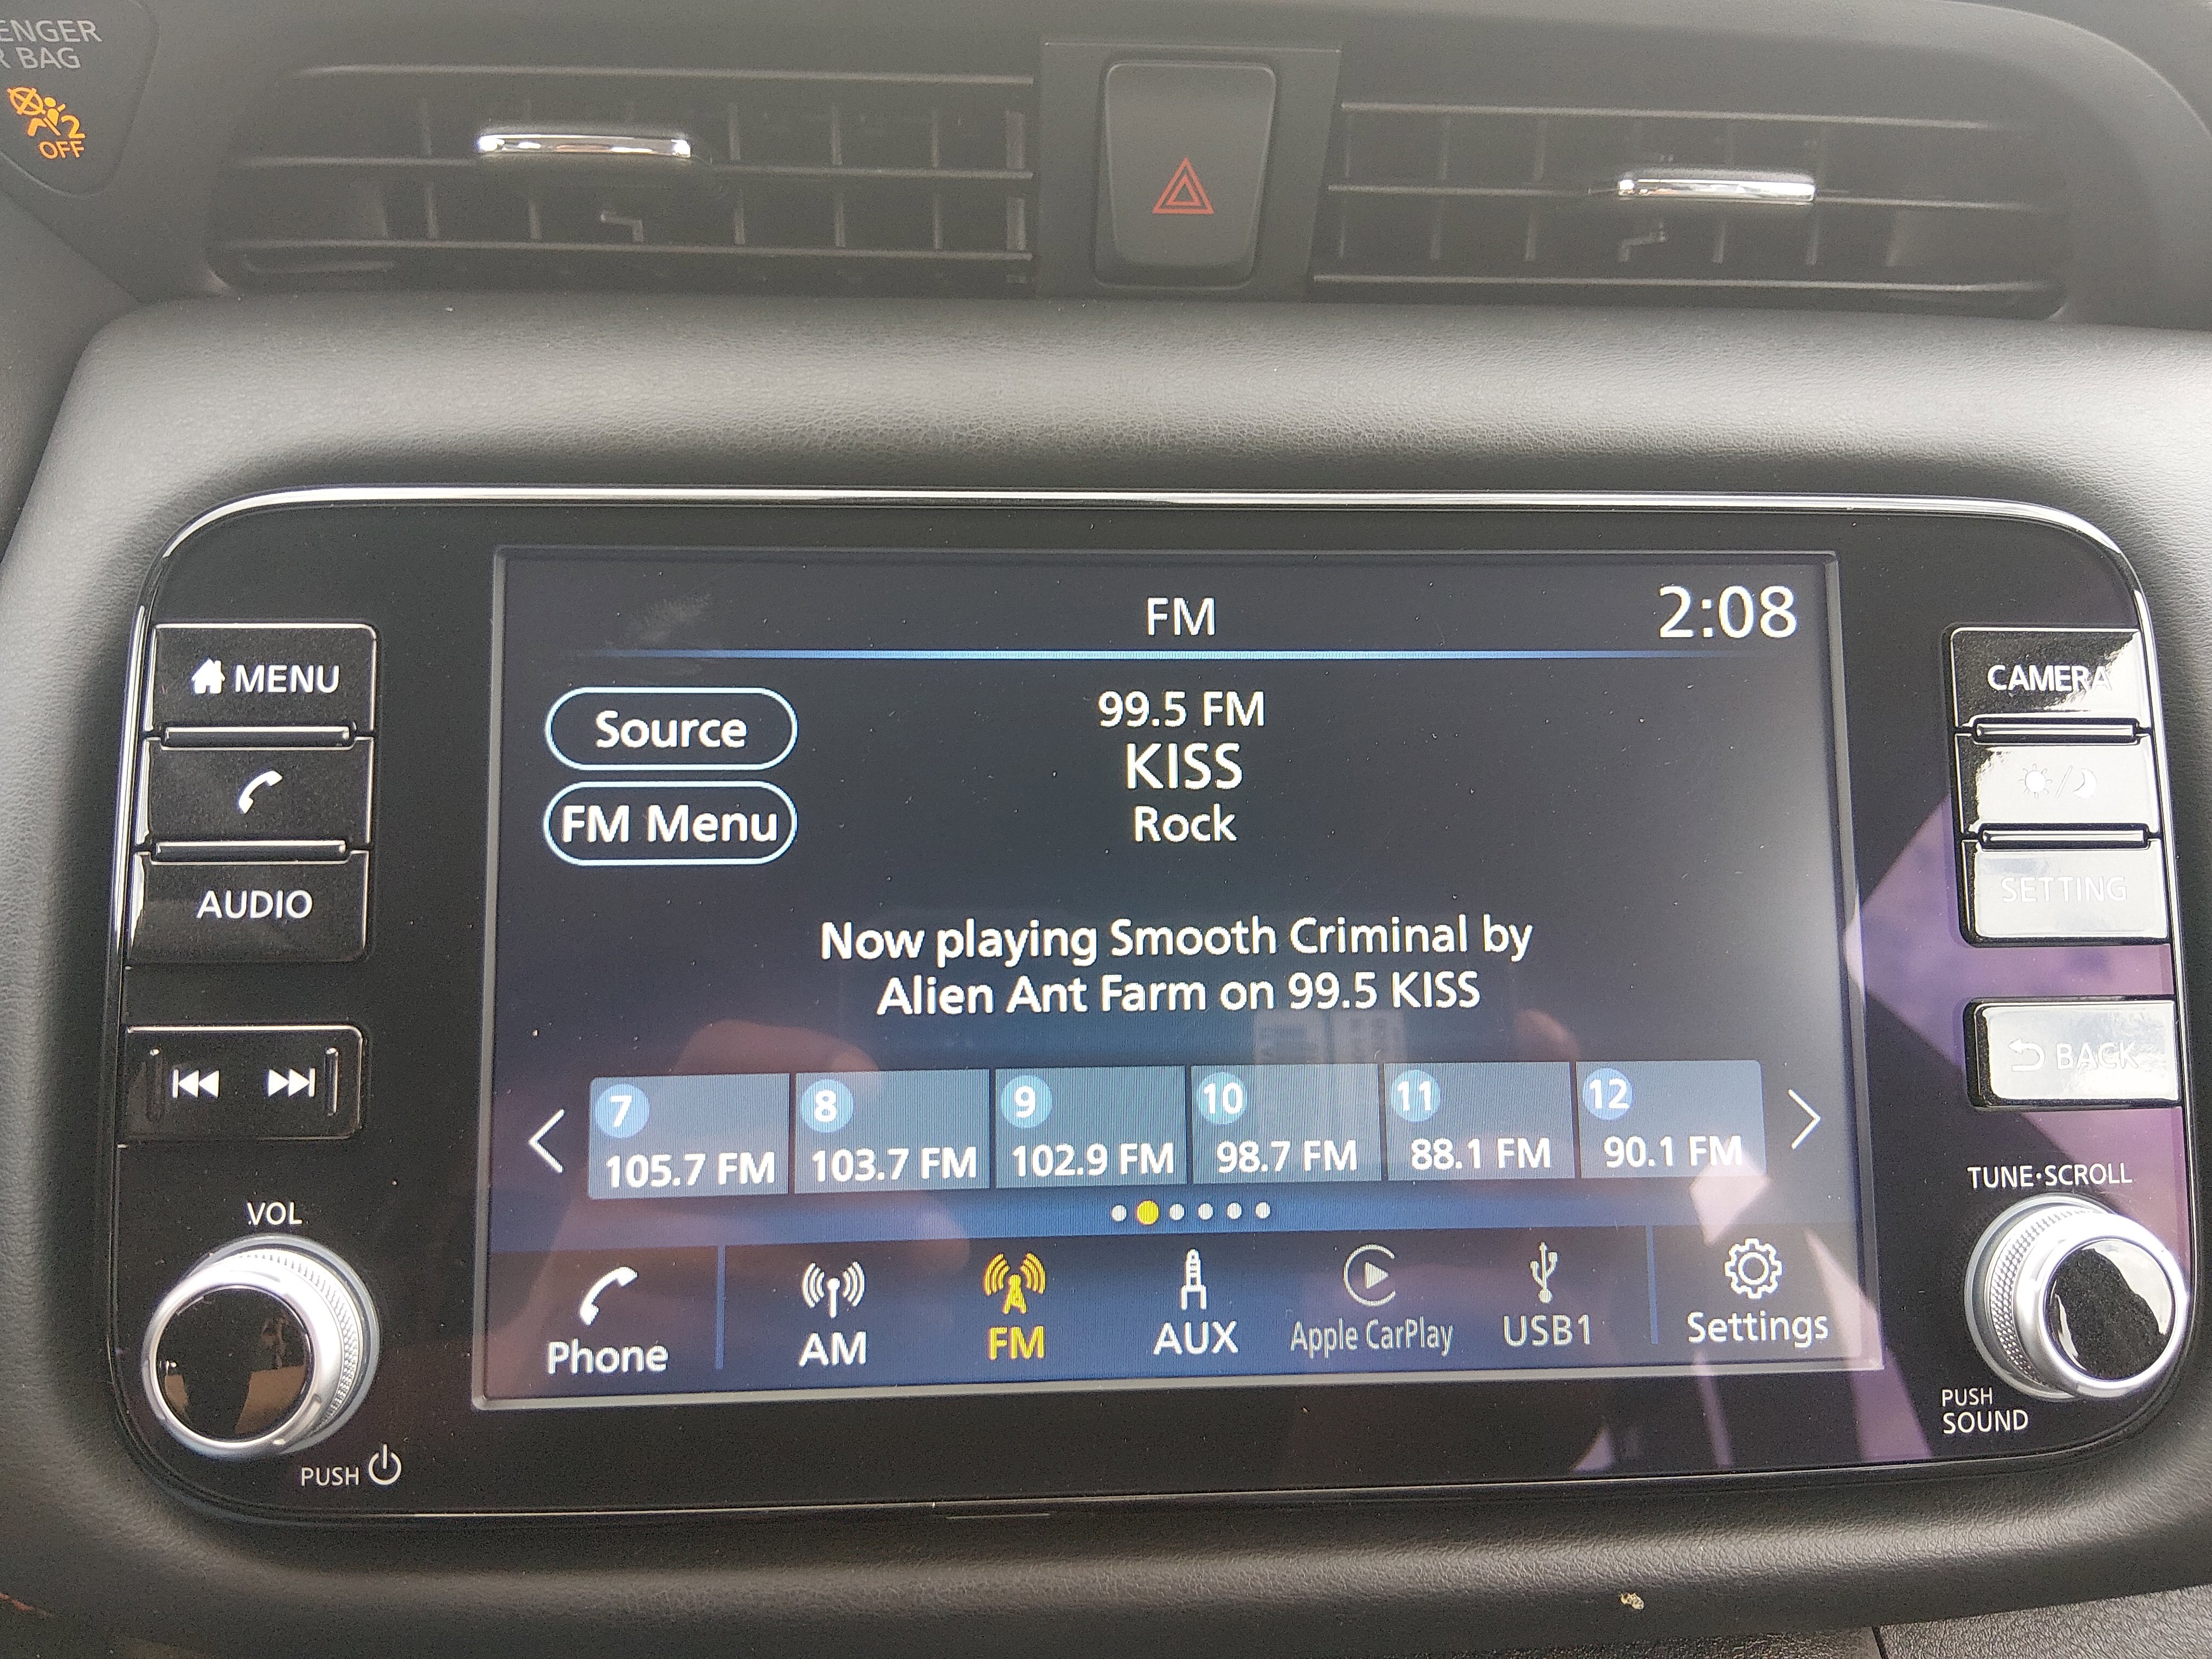 ENGER
R BAG
2
OFF
FM
2:08
MENU
AUDIO
VOL
PUSH
Source
FM Menu
99.5 FM
KISS
Rock
Now playing Smooth Criminal by
Alien Ant Farm on 99.5 KISS
7
105.7 FM
8
103.7 FM
9
102.9 FM
10
98.7 FM
11
88.1 FM
12
90.1 FM
Phone
AM
FM
AUX
Apple CarPlay
USB1
Settings
CAMERA
SETTING
BACK
TUNE•SCROLL
PUSH
SOUND